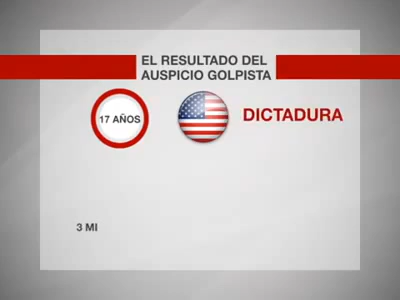 EL RESULTADO DEL
AUSPICIO GOLPISTA
17 AÑOS
DICTADURA
3 MI